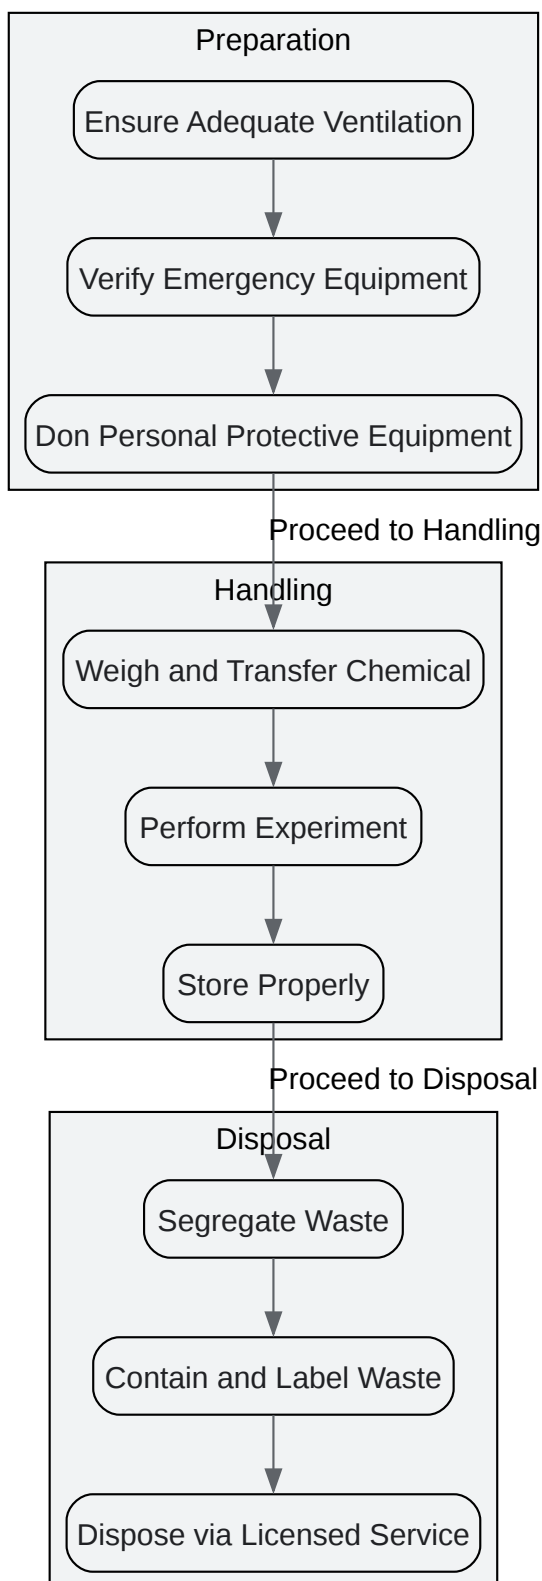 Preparation
Ensure Adequate Ventilation
Verify Emergency Equipment
Don Personal Protective Equipment
Proceed to Handling
Handling
Weigh and Transfer Chemical
Perform Experiment
Store Properly
Proceed to Disposal
Disposal
Segregate Waste
Contain and Label Waste
Dispose via Licensed Service